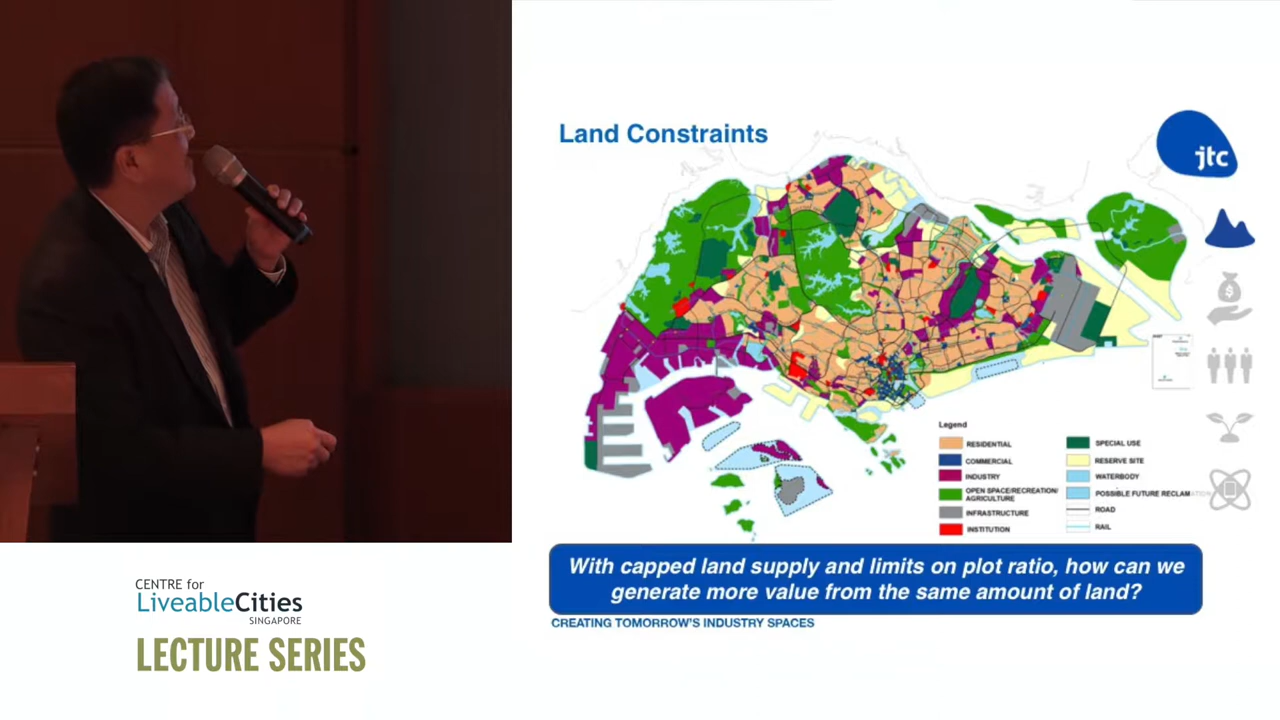 Land Constraints
jtc
Legend
RESIDENTIAL
COMMERCIAL
INDUSTRY
OPEN SPACE/RECREATION/
AGRICULTURE
INFRASTRUCTURE
INSTITUTION
SPECIAL USE
RESERVE SITE
WATERBODY
POSSIBLE FUTURE RECLAMATION
ROAD
RAIL
With capped land supply and limits on plot ratio, how can we
generate more value from the same amount of land?
CREATING TOMORROW'S INDUSTRY SPACES
CENTRE for
LiveableCities
SINGAPORE
LECTURE SERIES